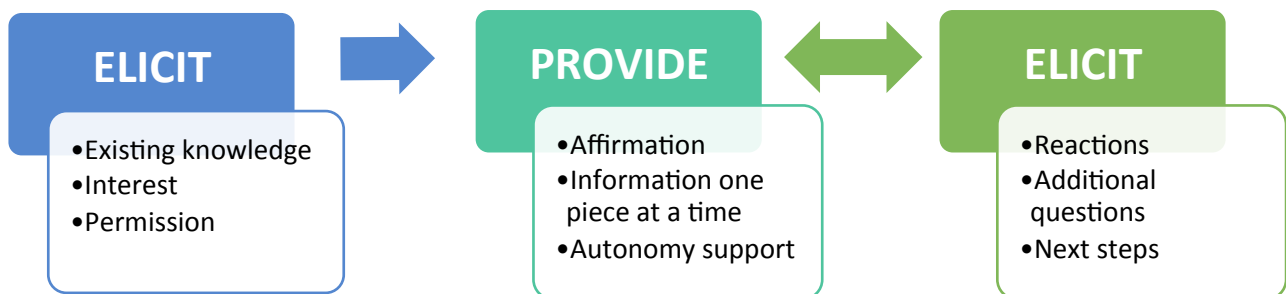 ELICIT
•Existing knowledge
•Interest
•Permission
PROVIDE
•Affirmation
•Information one
piece at a time
•Autonomy support
ELICIT
•Reactions
•Additional
questions
•Next steps